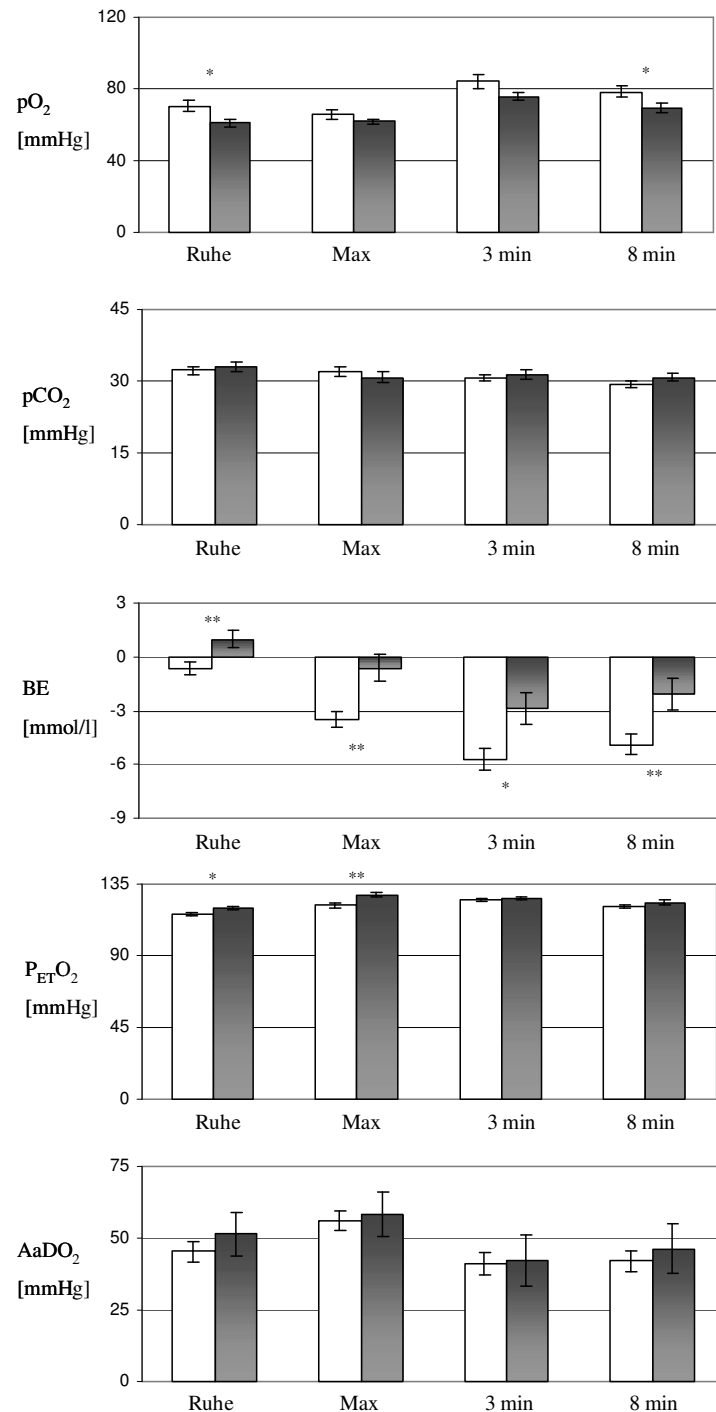 120
*
*
80
pO₂
[mmHg]
40
0
Ruhe Max 3 min 8 min
45
30
pCO₂
[mmHg]
15
0
Ruhe Max 3 min 8 min
3
**
0
BE
-3
[mmol/l]
**
**
-6
*
-9
Ruhe Max 3 min 8 min
135
* **
90
P_ETO₂
[mmHg]
45
0
Ruhe Max 3 min 8 min
75
50
AaDO₂
[mmHg]
25
0
Ruhe Max 3 min 8 min